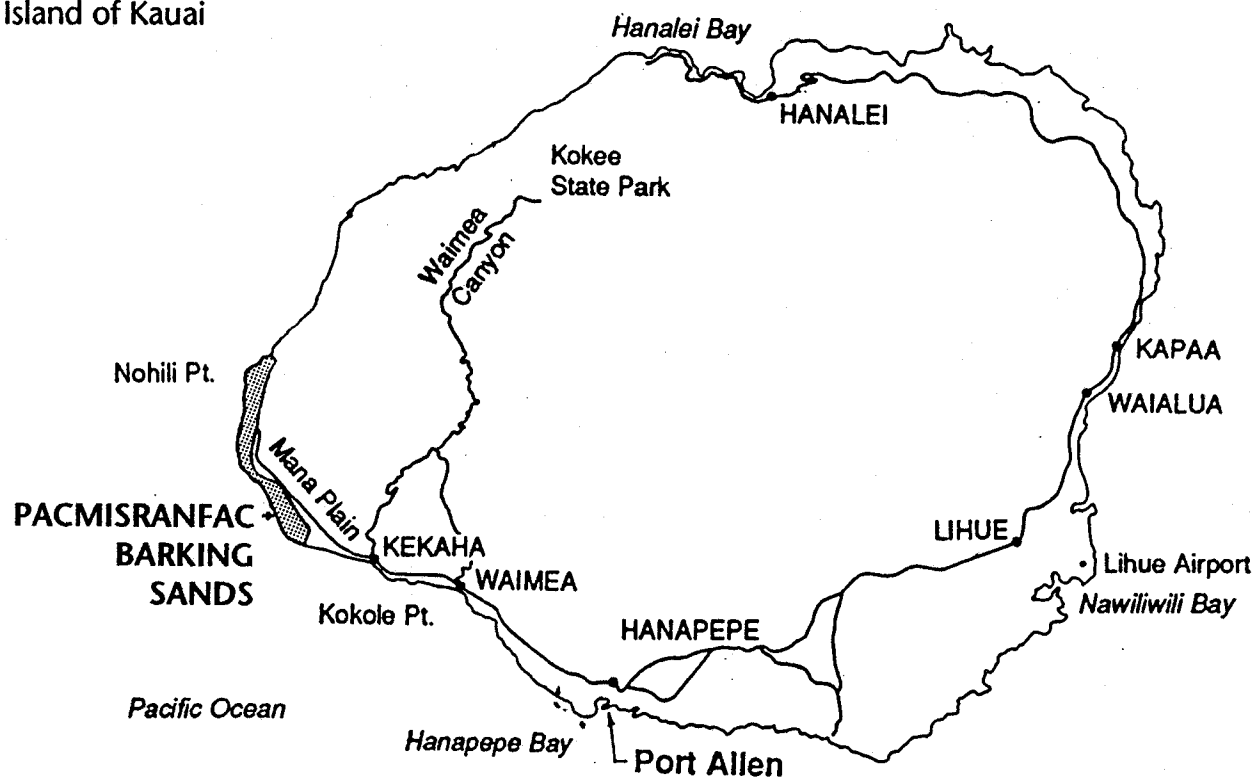 Island of Kauai
Hanalei Bay
HANALEI
Kokee
State Park
Waimea
Canyon
Nohili Pt.
KAPAA
WAIALUA
Mana Plain
PACMISRANFAC
BARKING
SANDS
KEKAHA
WAIMEA
Kokole Pt.
LIHUE
Lihue Airport
Nawiliwili Bay
HANAPEPE
Pacific Ocean
Hanapepe Bay
Port Allen